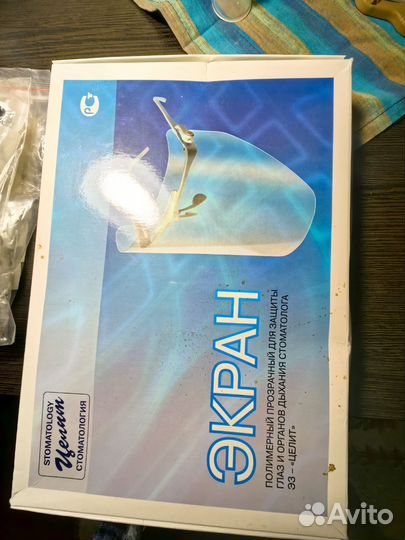 STOMATOLOGY
Целит
СТОМАТОЛОГИЯ
ЭКРАН
ПОЛИМЕРНЫЙ ПРОЗРАЧНЫЙ ДЛЯ ЗАЩИТЫ
ГЛАЗ И ОРГАНОВ ДЫХАНИЯ СТОМАТОЛОГА
ЭЗ – «ЦЕЛИТ»
Avito